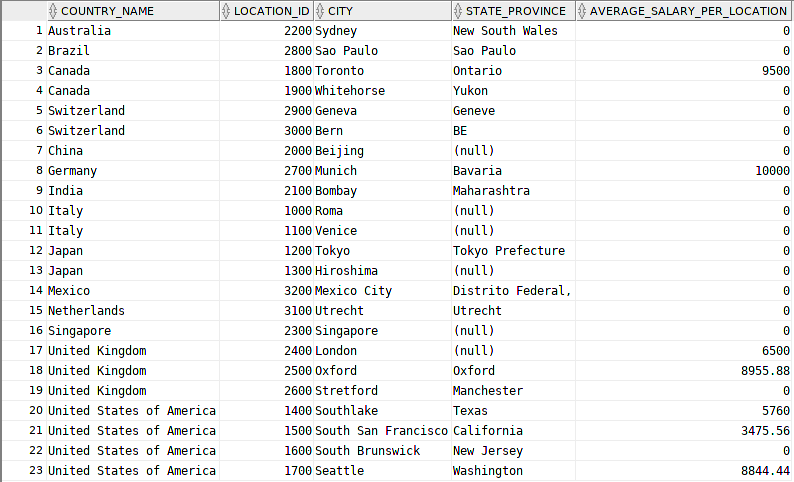 COUNTRY_NAME LOCATION_ID CITY STATE_PROVINCE AVERAGE_SALARY_PER_LOCATION
1 Australia 2200 Sydney New South Wales 0
2 Brazil 2800 Sao Paulo Sao Paulo 0
3 Canada 1800 Toronto Ontario 9500
4 Canada 1900 Whitehorse Yukon 0
5 Switzerland 2900 Geneva Geneve 0
6 Switzerland 3000 Bern BE 0
7 China 2000 Beijing (null) 0
8 Germany 2700 Munich Bavaria 10000
9 India 2100 Bombay Maharashtra 0
10 Italy 1000 Roma (null) 0
11 Italy 1100 Venice (null) 0
12 Japan 1200 Tokyo Tokyo Prefecture 0
13 Japan 1300 Hiroshima (null) 0
14 Mexico 3200 Mexico City Distrito Federal, 0
15 Netherlands 3100 Utrecht Utrecht 0
16 Singapore 2300 Singapore (null) 0
17 United Kingdom 2400 London (null) 6500
18 United Kingdom 2500 Oxford Oxford 8955.88
19 United Kingdom 2600 Stretford Manchester 0
20 United States of America 1400 Southlake Texas 5760
21 United States of America 1500 South San Francisco California 3475.56
22 United States of America 1600 South Brunswick New Jersey 0
23 United States of America 1700 Seattle Washington 8844.44